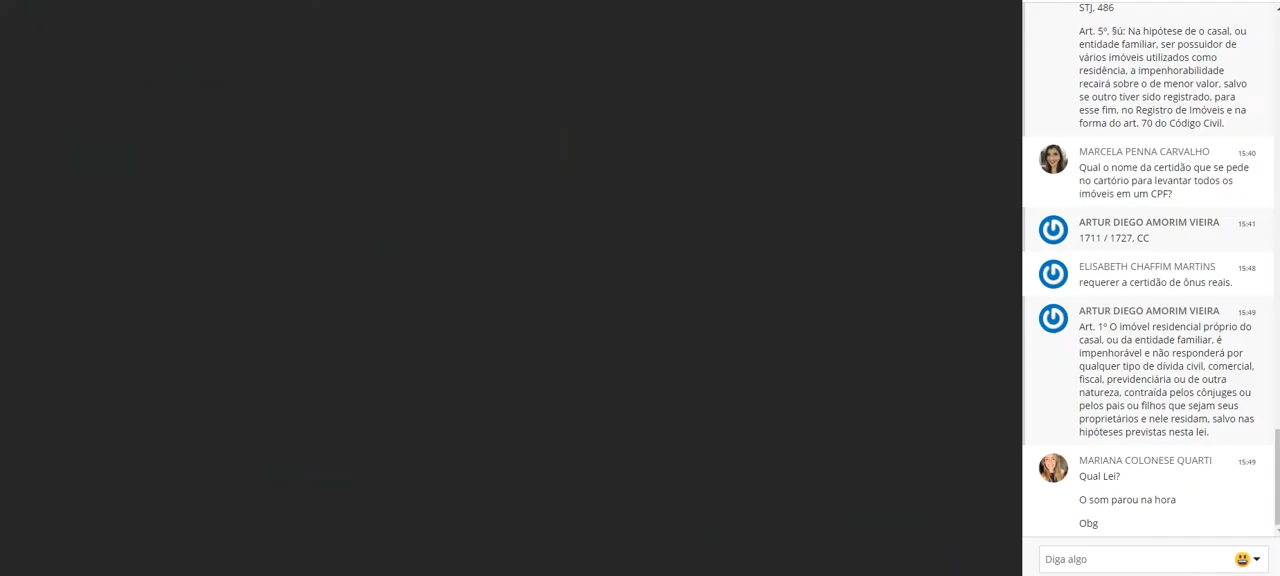 STJ, 486
Art. 5º, §ú: Na hipótese de o casal, ou
entidade familiar, ser possuidor de
vários imóveis utilizados como
residência, a impenhorabilidade
recairá sobre o de menor valor, salvo
se outro tiver sido registrado, para
esse fim, no Registro de Imóveis e na
forma do art. 70 do Código Civil.
MARCELA PENNA CARVALHO 15:40
Qual o nome da certidão que se pede
no cartório para levantar todos os
imóveis em um CPF?
ARTUR DIEGO AMORIM VIEIRA 15:41
1711 / 1727, CC
ELISABETH CHAFFIM MARTINS 15:48
requerer a certidão de ônus reais.
ARTUR DIEGO AMORIM VIEIRA 15:49
Art. 1º O imóvel residencial próprio do
casal, ou da entidade familiar, é
impenhorável e não responderá por
qualquer tipo de dívida civil, comercial,
fiscal, previdenciária ou de outra
natureza, contraída pelos cônjuges ou
pelos pais ou filhos que sejam seus
proprietários e nele residam, salvo nas
hipóteses previstas nesta lei.
MARIANA COLONESE QUARTI 15:49
Qual Lei?
O som parou na hora
Obg
Diga algo